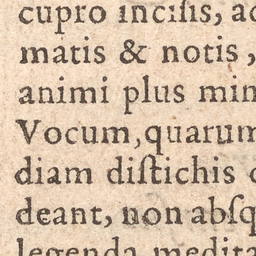 cupro incisis, ac
matis & notis,
animi plus min
Vocum, quarum
diam distichis
deant, non absq
legenda medita